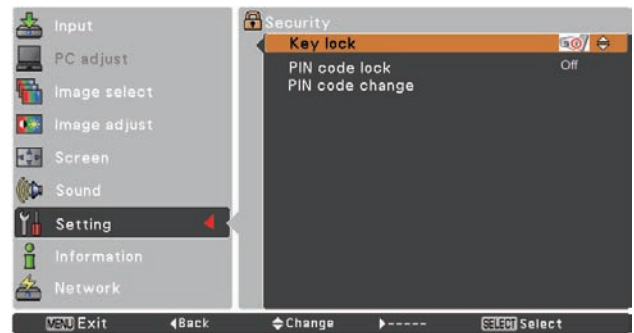 Input
PC adjust
Image select
Image adjust
Screen
Sound
Setting
Information
Network
Security
Key lock
PIN code lock Off
PIN code change
MENU Exit ◀Back Change ▶----- SELECT Select